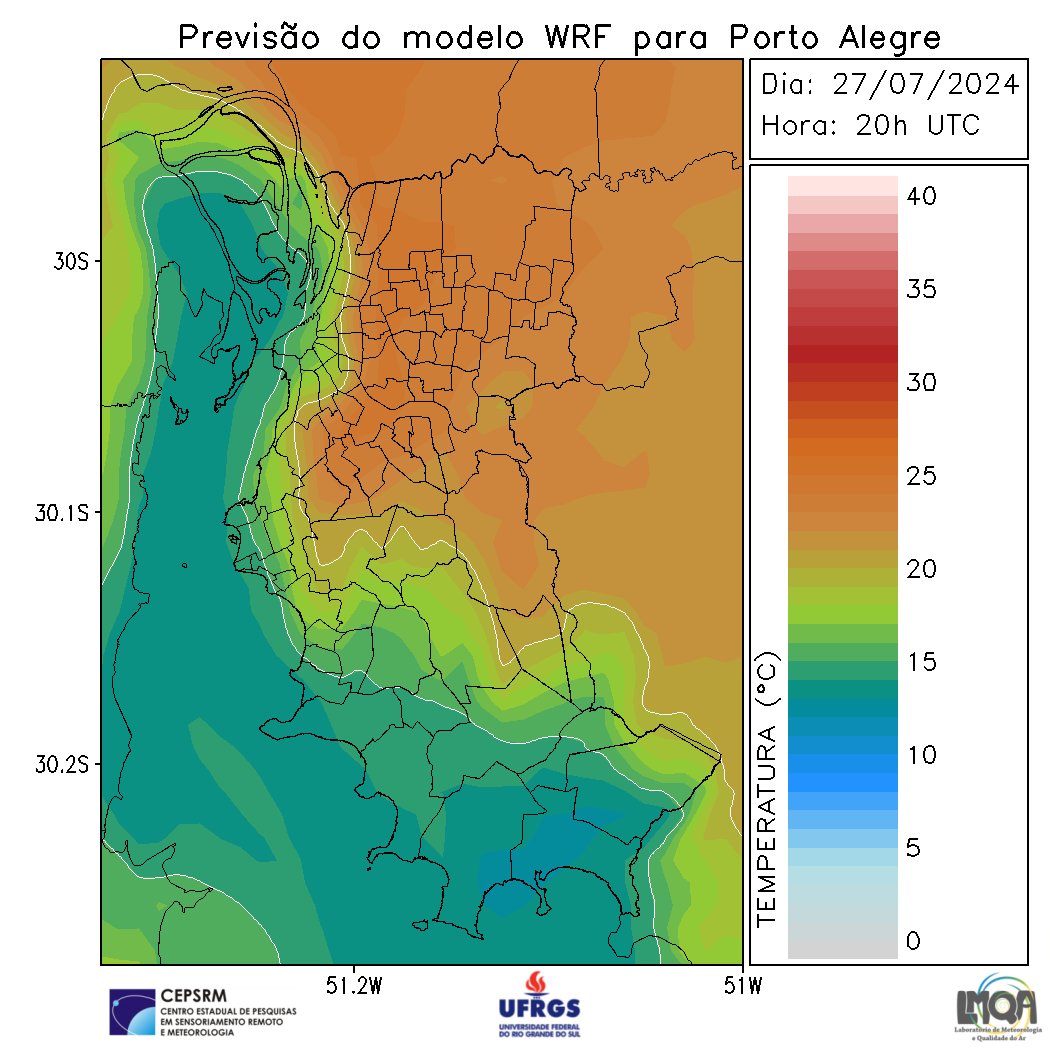 Previsão do modelo WRF para Porto Alegre
Dia: 27/07/2024
Hora: 20h UTC
30S
30.1S
30.2S
51.2W
51W
TEMPERATURA (°C)
40
35
30
25
20
15
10
5
0
CEPSRM
CENTRO ESTADUAL DE PESQUISAS
EM SENSORIAMENTO REMOTO
E METEOROLOGIA
UFRGS
UNIVERSIDADE FEDERAL
DO RIO GRANDE DO SUL
LMQA
Laboratório de Meteorologia
e Qualidade do Ar